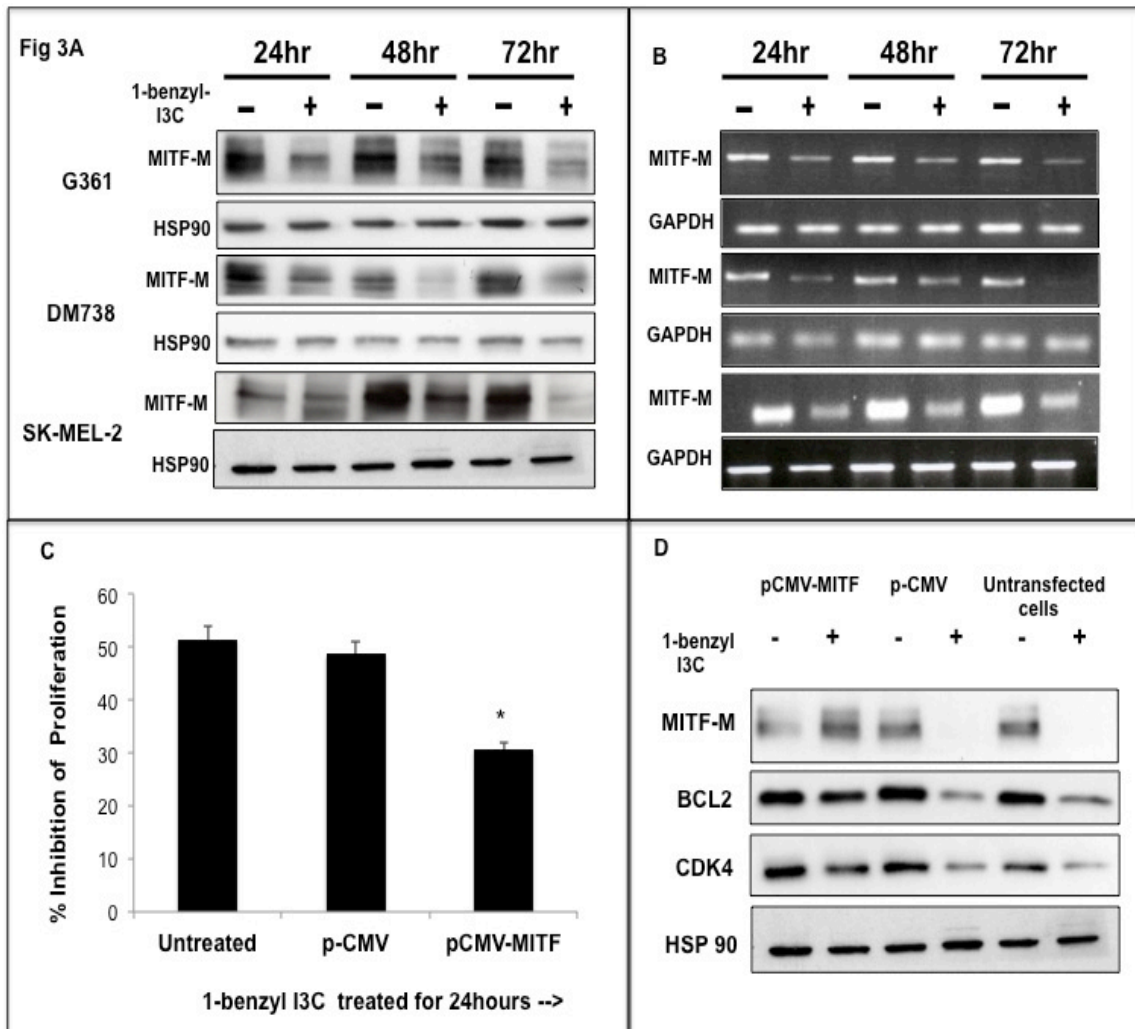 Fig 3A
24hr 48hr 72hr
1-benzyl-
I3C
- + - + - +
G361
MITF-M
HSP90
DM738
MITF-M
HSP90
SK-MEL-2
MITF-M
HSP90
B
24hr 48hr 72hr
- + - + - +
MITF-M
GAPDH
MITF-M
GAPDH
MITF-M
GAPDH
C
% Inhibition of Proliferation
60
50
40
30
20
10
0
*
Untreated p-CMV pCMV-MITF
1-benzyl I3C treated for 24hours -->
D
pCMV-MITF p-CMV Untransfected
cells
1-benzyl
I3C
- + - + - +
MITF-M
BCL2
CDK4
HSP 90